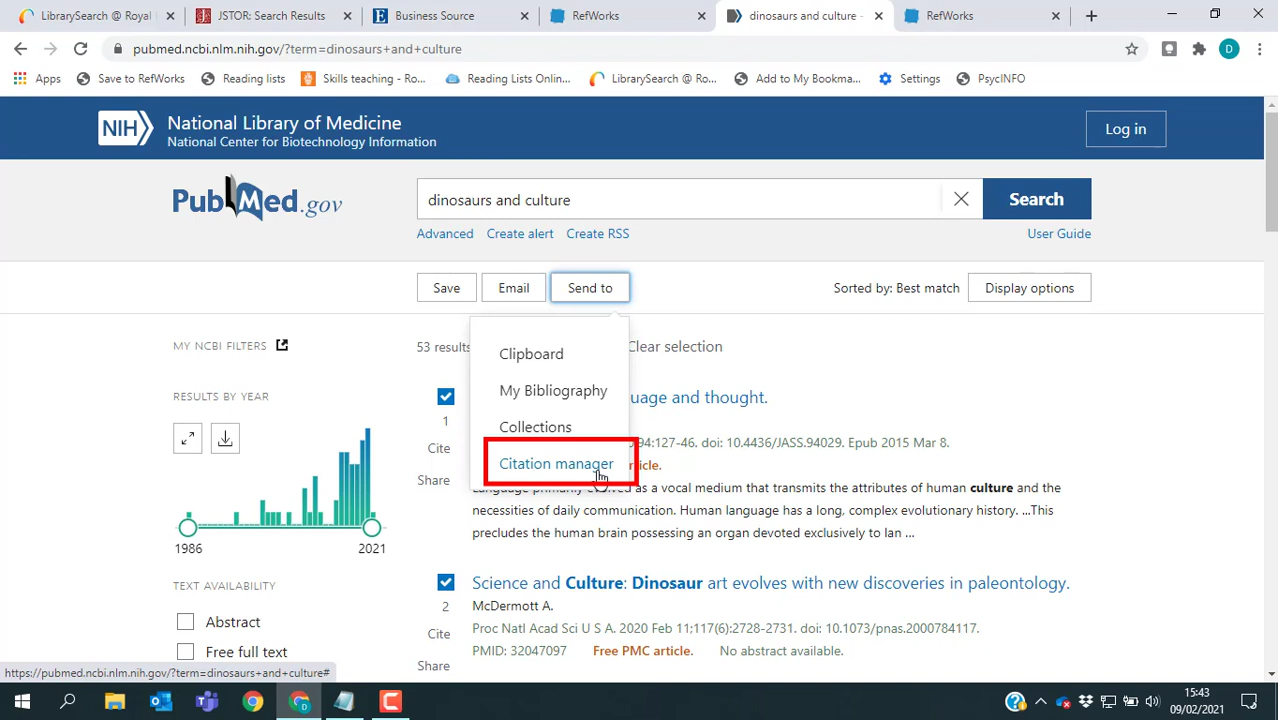 LibrarySearch @ Royal
JSTOR: Search Results
Business Source
RefWorks
dinosaurs and culture -
RefWorks
pubmed.ncbi.nlm.nih.gov/?term=dinosaurs+and+culture
D
Apps
Save to RefWorks
Reading lists
Skills teaching - Ro...
Reading Lists Onlin...
LibrarySearch @ Ro...
Add to My Bookma...
Settings
PsycINFO
NIH
National Library of Medicine
National Center for Biotechnology Information
Log in
PubMed.gov
dinosaurs and culture
Search
Advanced
Create alert
Create RSS
User Guide
Save
Email
Send to
Sorted by: Best match
Display options
MY NCBI FILTERS
53 results
Clear selection
Clipboard
My Bibliography
Collections
Citation manager
RESULTS BY YEAR
1986
2021
TEXT AVAILABILITY
Abstract
Free full text
1
Cite
Share
uage and thought.
94:127-46. doi: 10.4436/JASS.94029. Epub 2015 Mar 8.
ticle.
Language primarily evolved as a vocal medium that transmits the attributes of human culture and the
necessities of daily communication. Human language has a long, complex evolutionary history. ...This
precludes the human brain possessing an organ devoted exclusively to lan ...
2
Cite
Share
Science and Culture: Dinosaur art evolves with new discoveries in paleontology.
McDermott A.
Proc Natl Acad Sci U S A. 2020 Feb 11;117(6):2728-2731. doi: 10.1073/pnas.2000784117.
PMID: 32047097
Free PMC article.
No abstract available.
https://pubmed.ncbi.nlm.nih.gov/?term=dinosaurs+and+culture#
15:43
09/02/2021